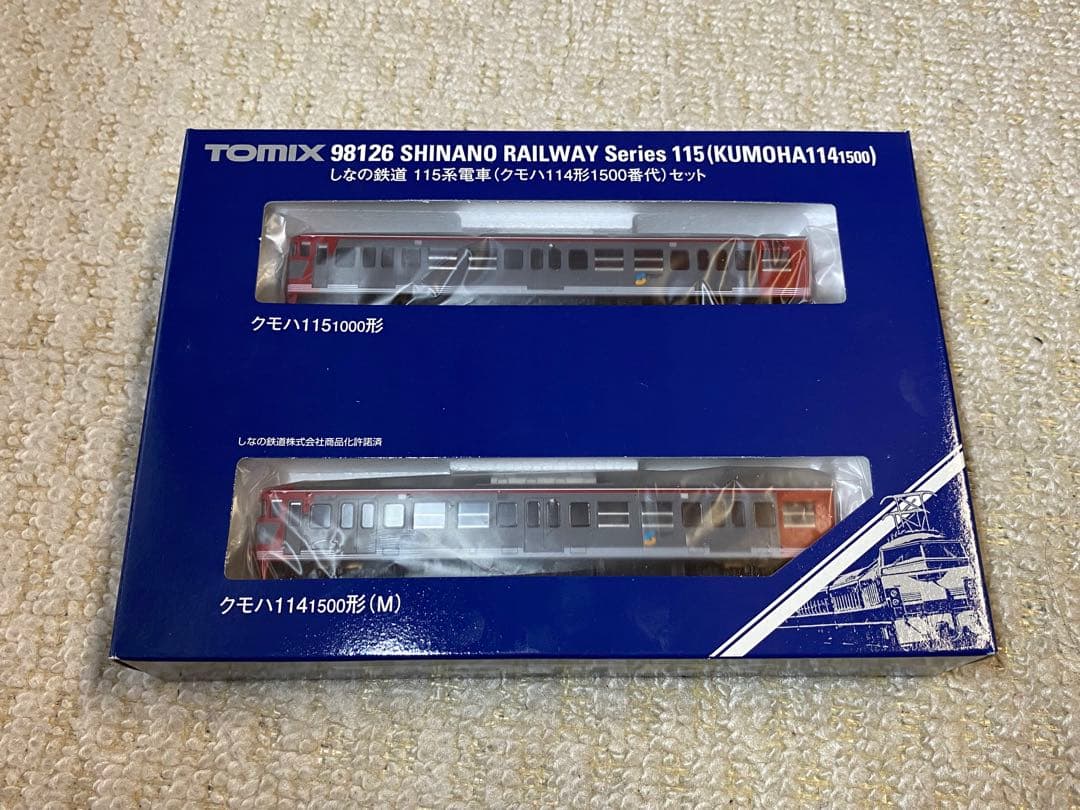 TOMIX 98126 SHINANO RAILWAY Series 115(KUMOHA1141500)
しなの鉄道 115系電車(クモハ114形1500番代)セット
クモハ1151000形
しなの鉄道株式会社商品化許諾済
クモハ1141500形(M)